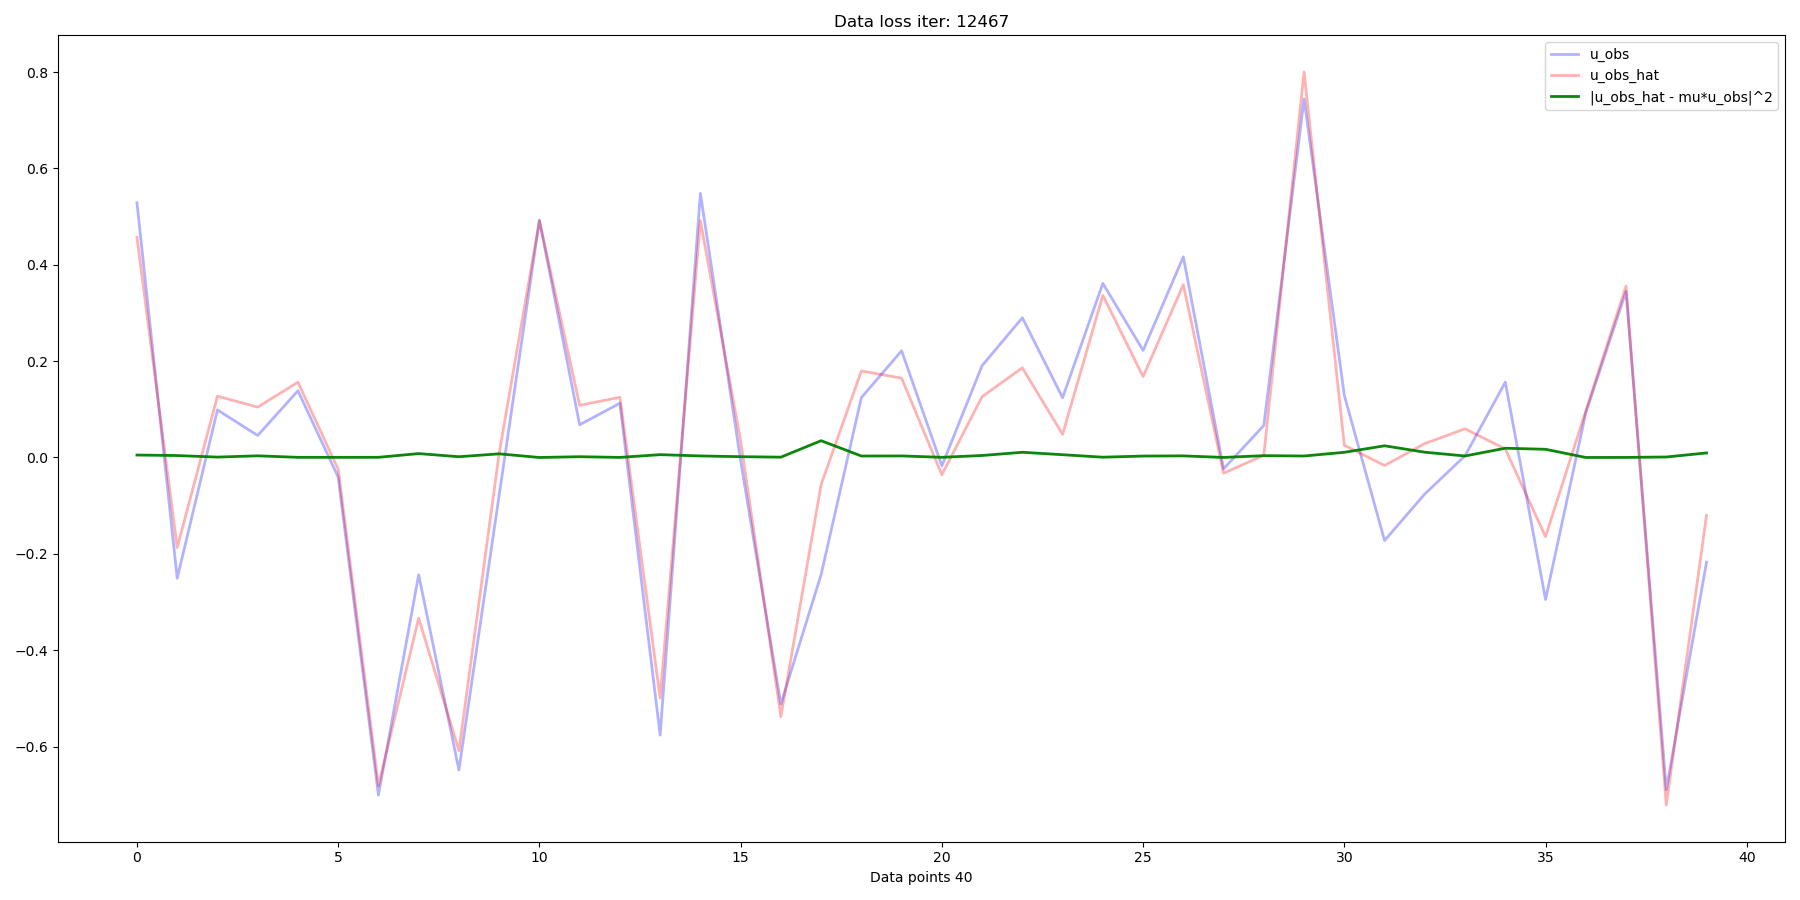 Data loss iter: 12467
u_obs
u_obs_hat
|u_obs_hat - mu*u_obs|^2
0.8
0.6
0.4
0.2
0.0
−0.2
−0.4
−0.6
0 5 10 15 20 25 30 35 40
Data points 40